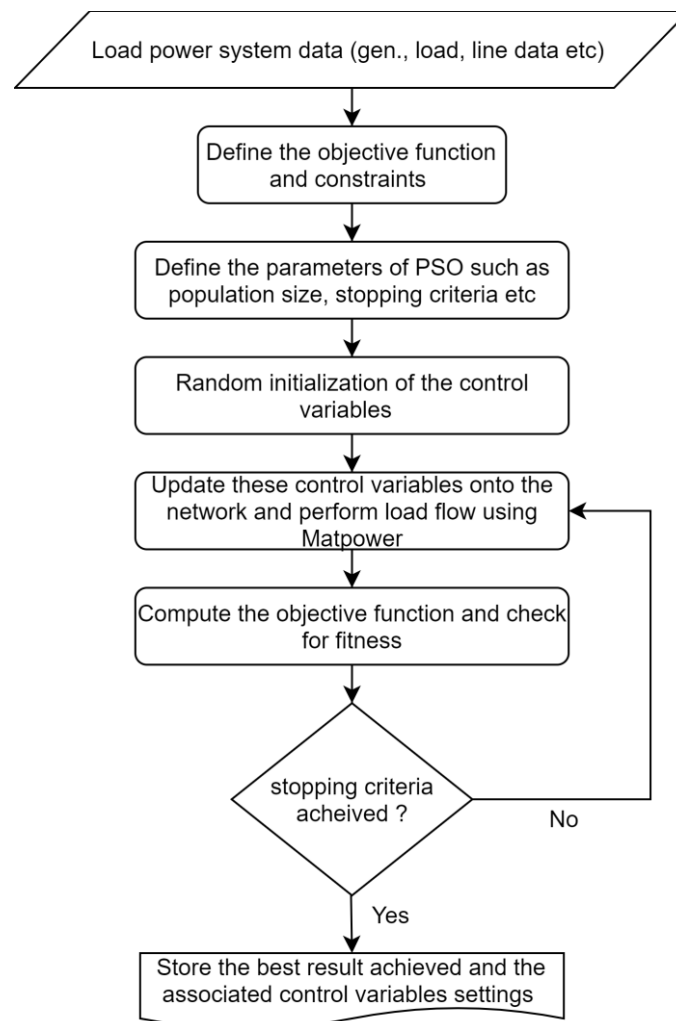 Load power system data (gen., load, line data etc)
Define the objective function
and constraints
Define the parameters of PSO such as
population size, stopping criteria etc
Random initialization of the control
variables
Update these control variables onto the
network and perform load flow using
Matpower
Compute the objective function and check
for fitness
stopping criteria
acheived ?
No
Yes
Store the best result achieved and the
associated control variables settings